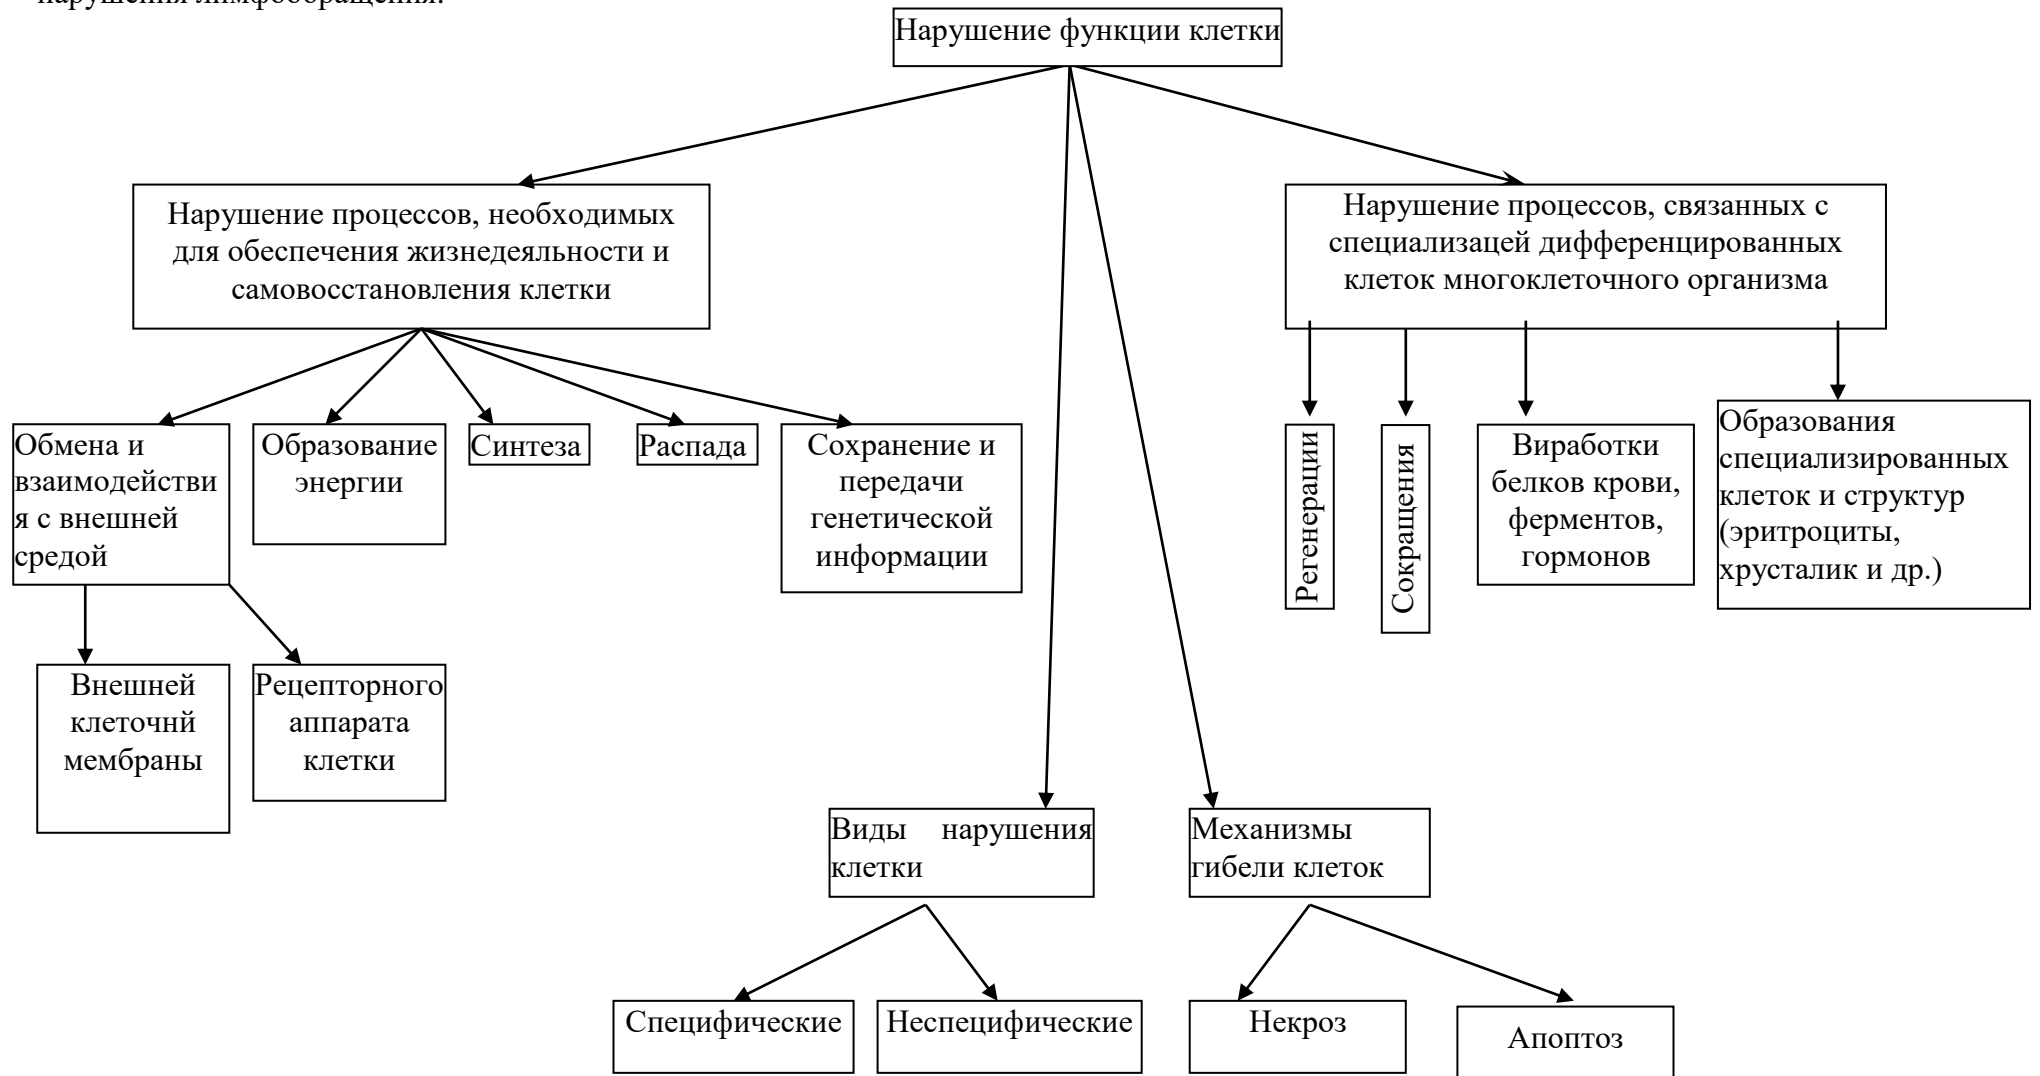 нарушения лимфообращения.
Нарушение функции клетки
Нарушение процессов, необходимых
для обеспечения жизнедеяльности и
самовосстановления клетки
Нарушение процессов, связанных с
специализацей дифференцированных
клеток многоклеточного организма
Обмена и
взаимодействи
я с внешней
средой
Образование
энергии
Синтеза
Распада
Сохранение и
передачи
генетической
информации
Регенерации
Сокращения
Виработки
белков крови,
ферментов,
гормонов
Образования
специализированных
клеток и структур
(эритроциты,
хрусталик и др.)
Внешней
клеточнй
мембраны
Рецепторного
аппарата
клетки
Виды нарушения
клетки
Механизмы
гибели клеток
Специфические
Неспецифические
Некроз
Апоптоз